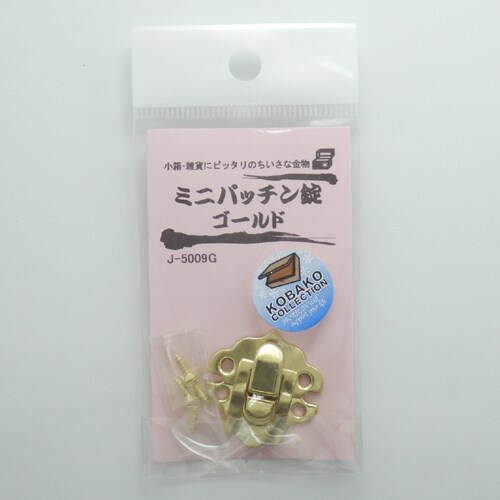 小箱・雑貨にピッタリのちいさな金物
ミニパッチン錠
ゴールド
J-5009G
KOBAKO
COLLECTION